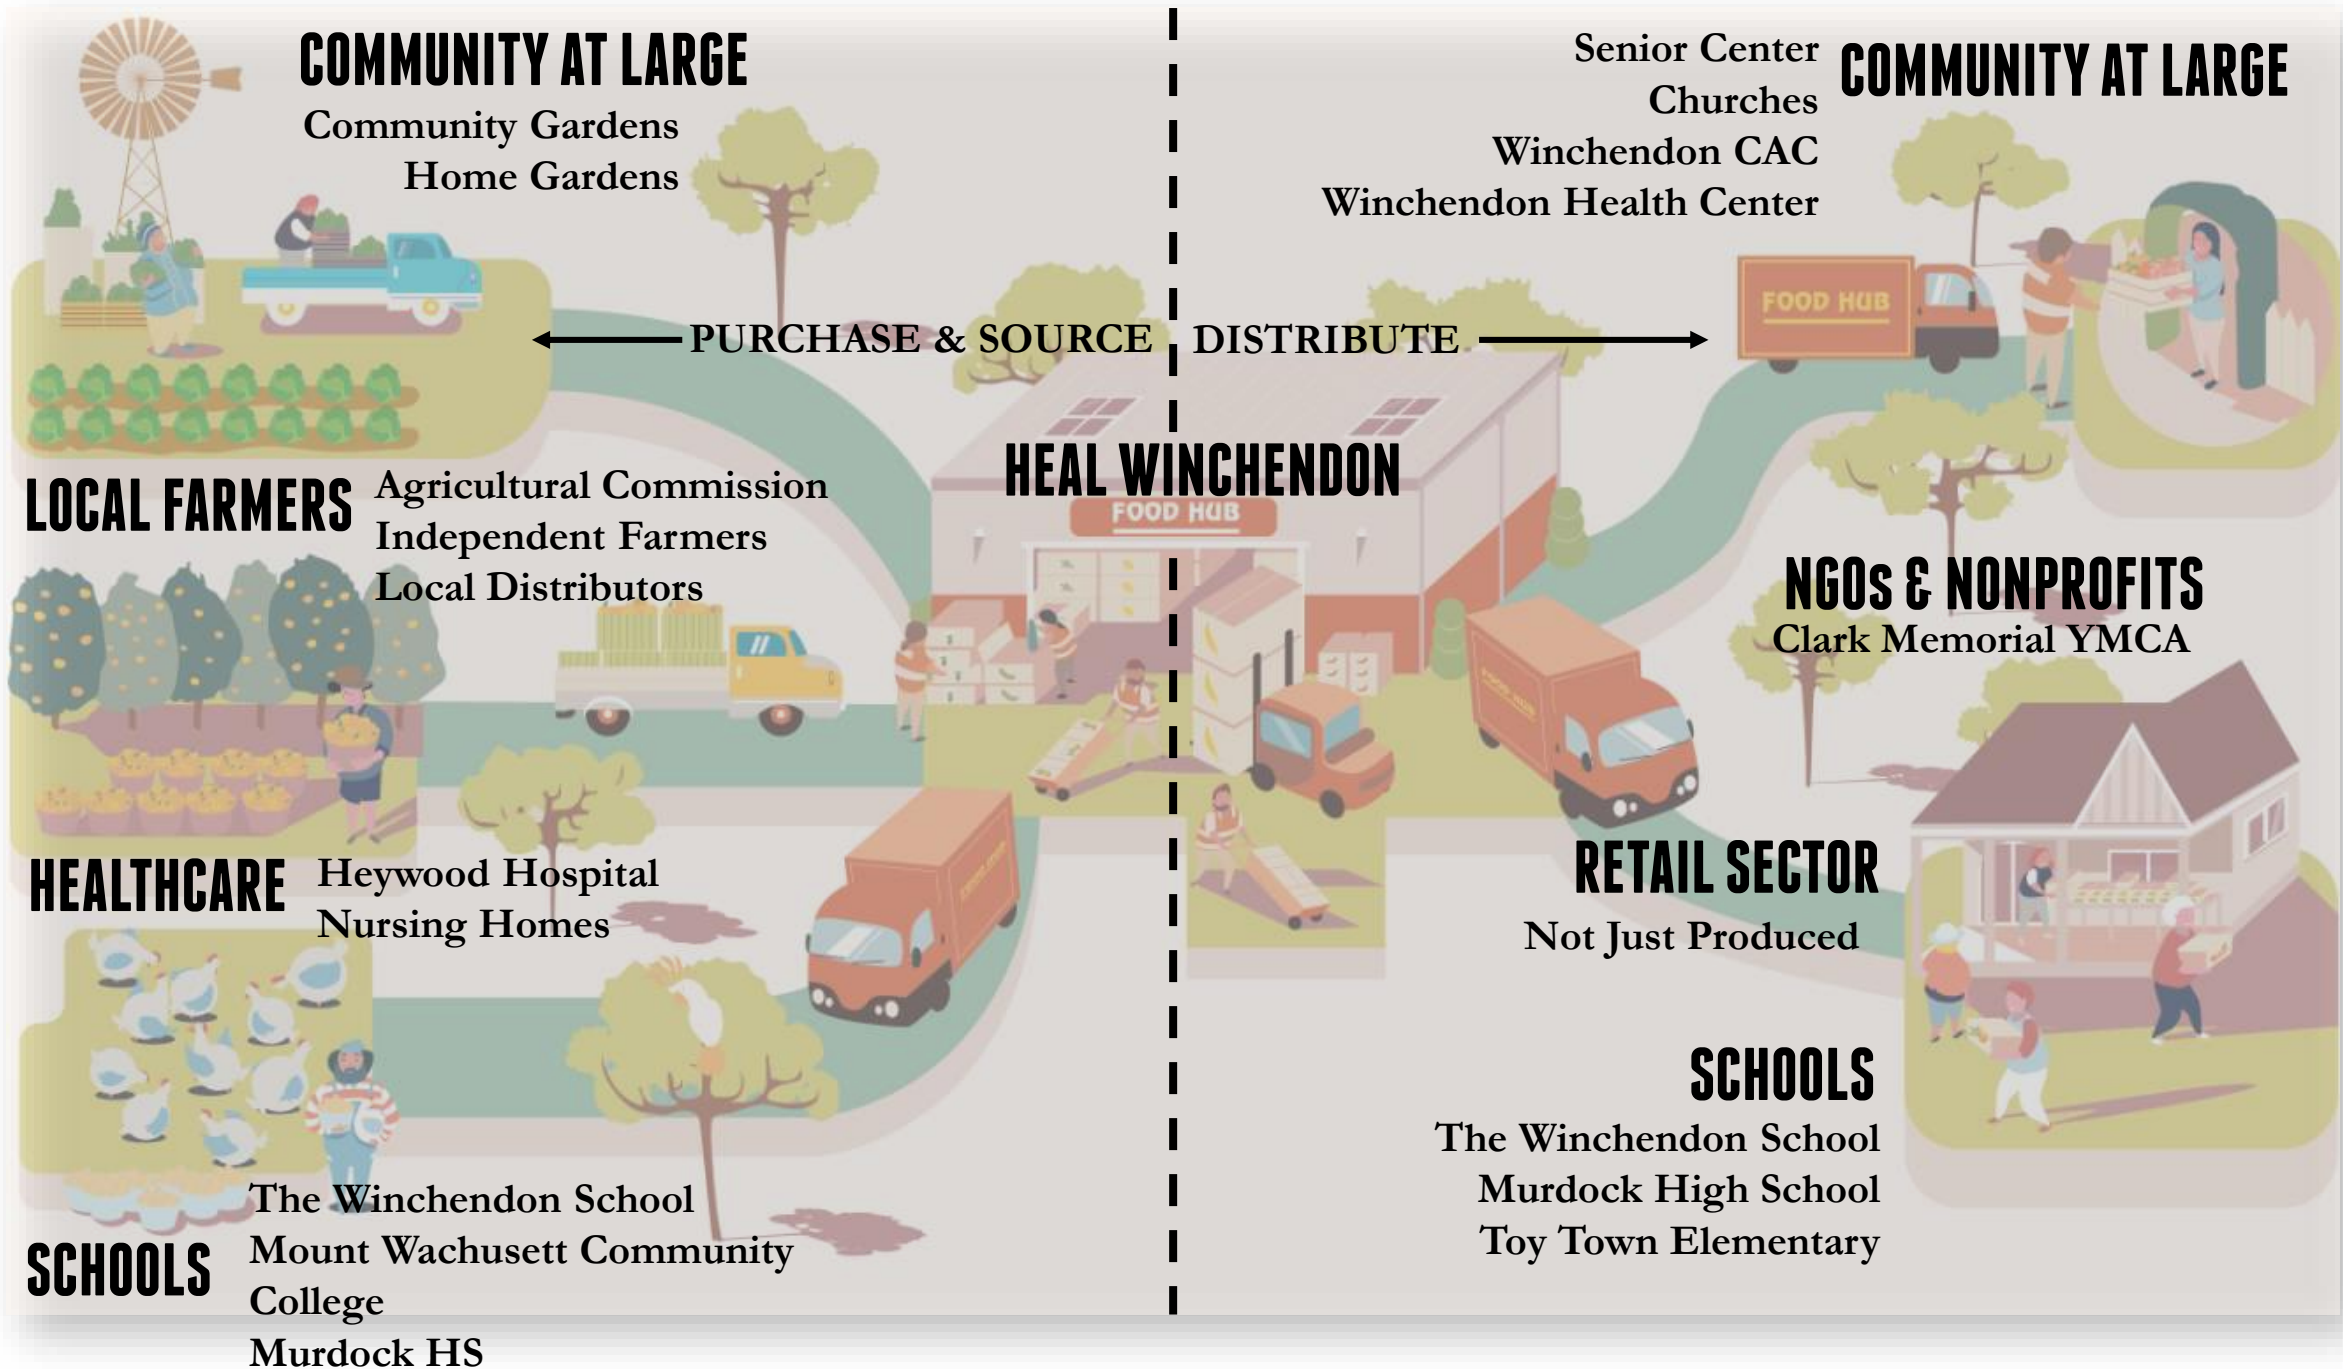 COMMUNITY AT LARGE
Community Gardens
Home Gardens
PURCHASE & SOURCE
LOCAL FARMERS
Agricultural Commission
Independent Farmers
Local Distributors
HEALTHCARE
Heywood Hospital
Nursing Homes
SCHOOLS
The Winchendon School
Mount Wachusett Community
College
Murdock HS
HEAL WINCHENDON
FOOD HUB
DISTRIBUTE
Senior Center
Churches
Winchendon CAC
Winchendon Health Center
COMMUNITY AT LARGE
FOOD HUB
NGOs & NONPROFITS
Clark Memorial YMCA
FOOD HUB
RETAIL SECTOR
Not Just Produced
SCHOOLS
The Winchendon School
Murdock High School
Toy Town Elementary